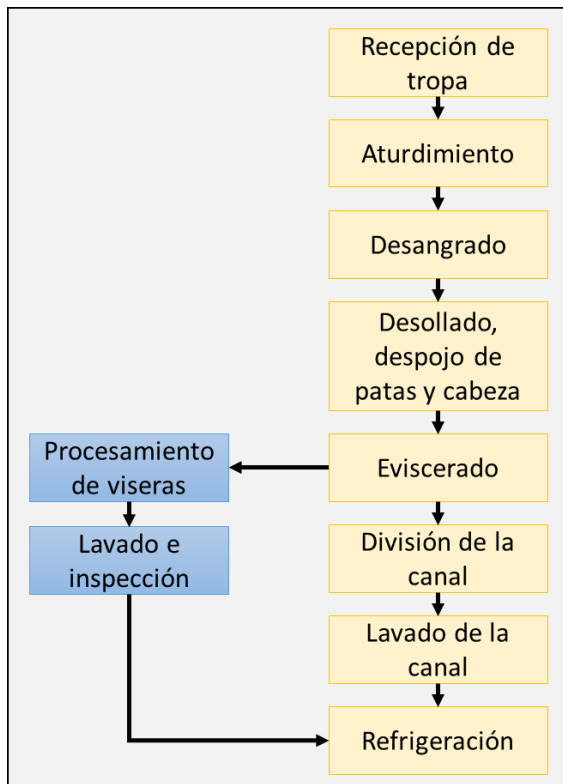 Recepción de
tropa
Aturdimiento
Desangrado
Desollado,
despojo de
patas y cabeza
Procesamiento
de viseras
Eviscerado
Lavado e
inspección
División de la
canal
Lavado de la
canal
Refrigeración